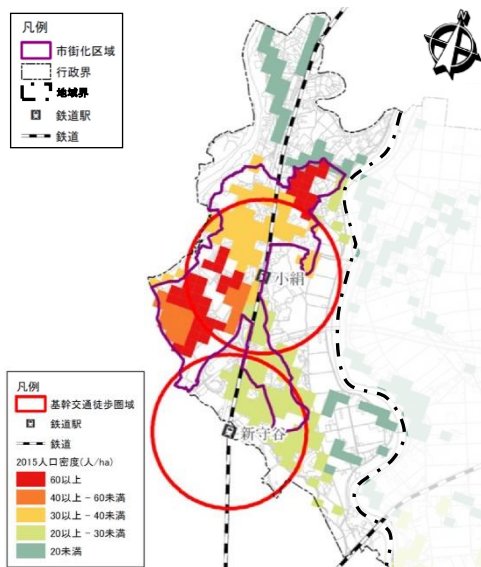 凡例
市街化区域
行政界
地域界
鉄道駅
鉄道
N
小絹
新守谷
凡例
基幹交通徒歩圏域
鉄道駅
鉄道
2015人口密度(人/ha)
60以上
40以上 - 60未満
30以上 - 40未満
20以上 - 30未満
20未満